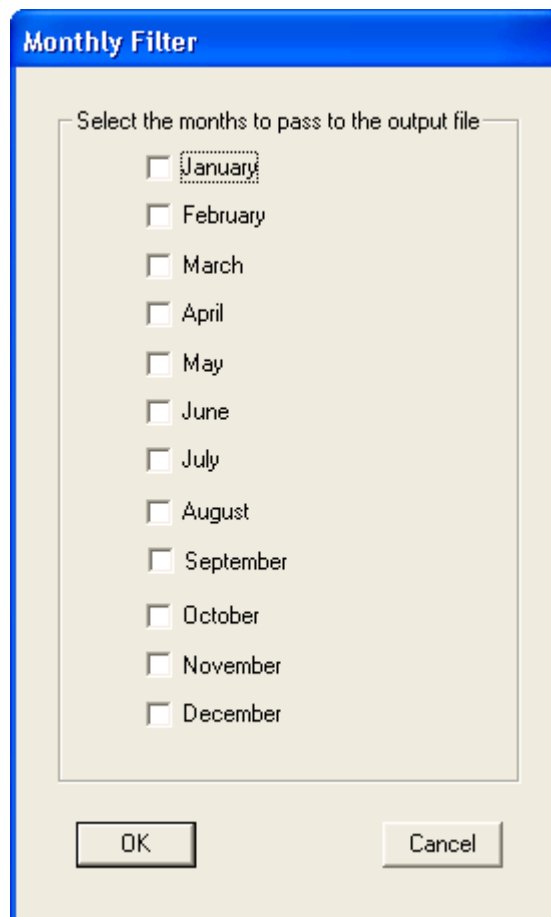 Monthly Filter
Select the months to pass to the output file
January
February
March
April
May
June
July
August
September
October
November
December
OK
Cancel